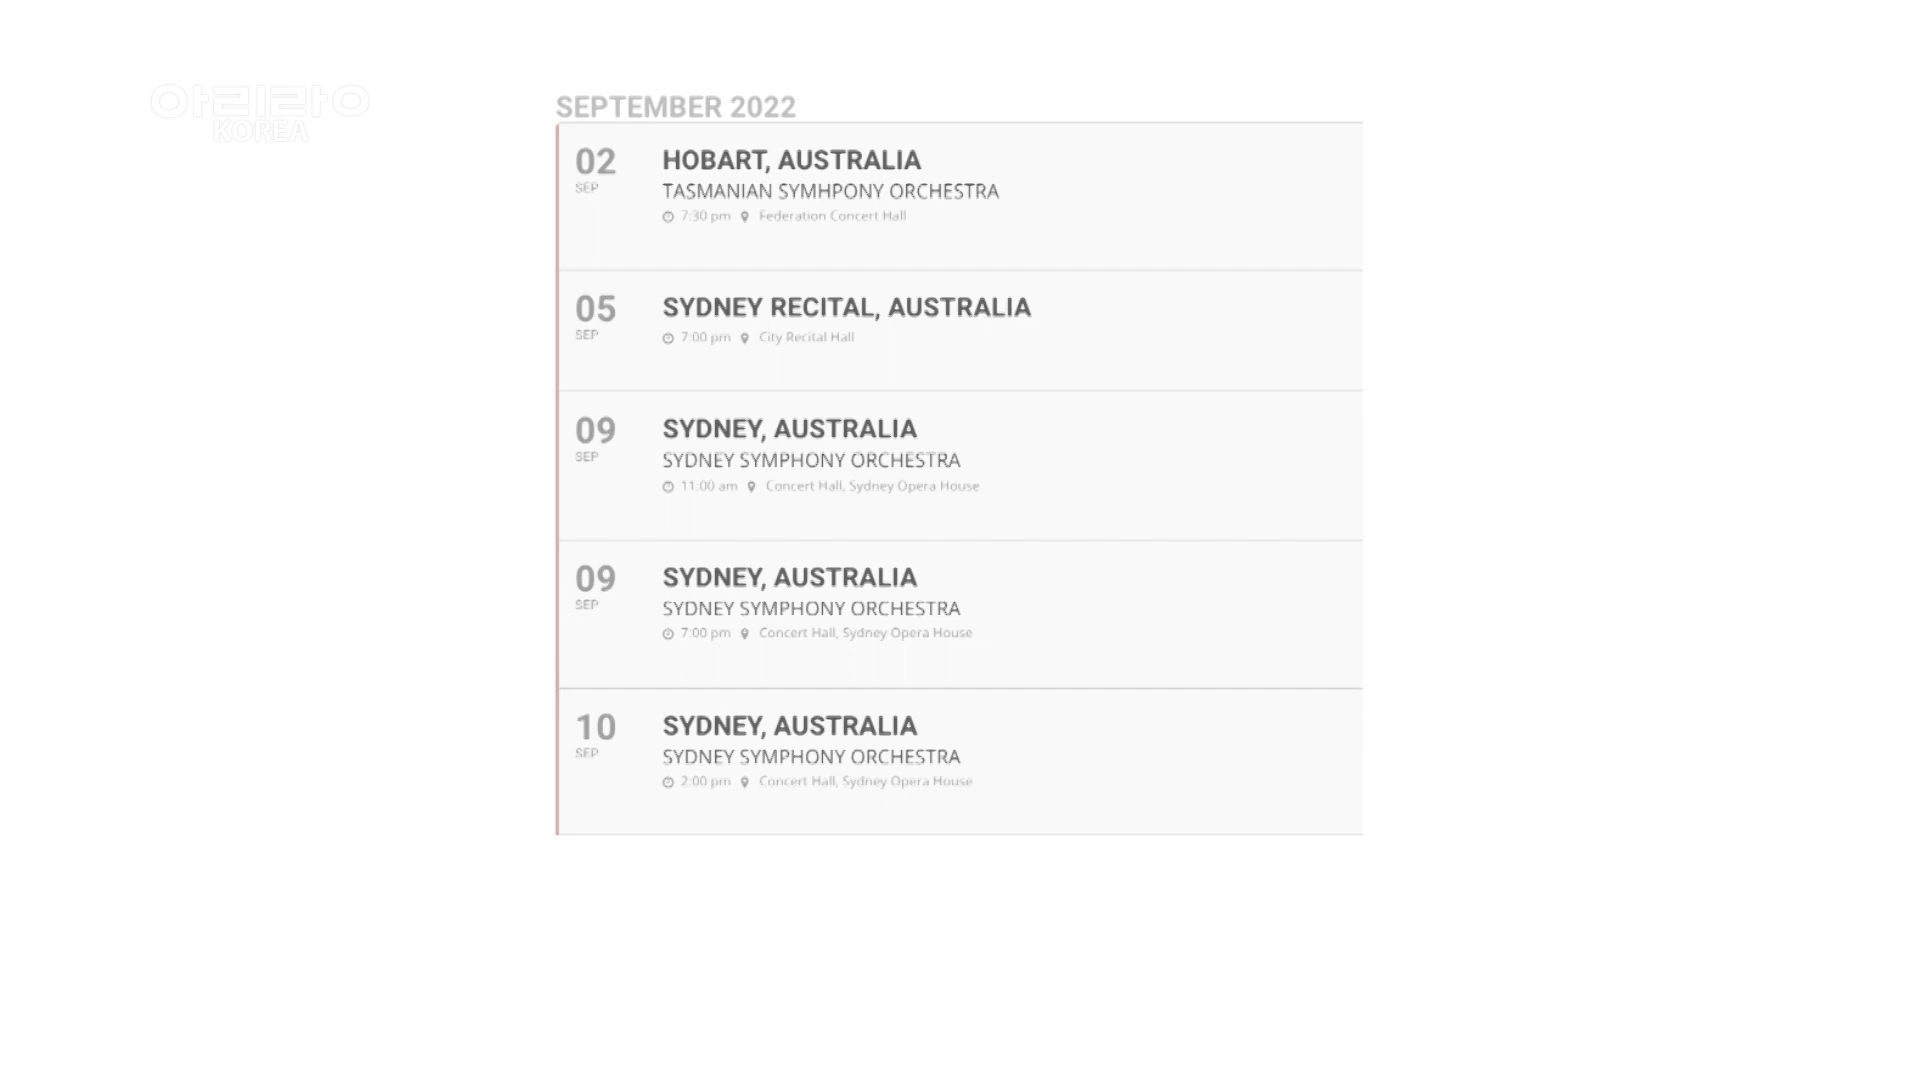 아리랑
KOREA
SEPTEMBER 2022
02
SEP
HOBART, AUSTRALIA
TASMANIAN SYMHPONY ORCHESTRA
7:30 pm Federation Concert Hall
05
SEP
SYDNEY RECITAL, AUSTRALIA
7:00 pm City Recital Hall
09
SEP
SYDNEY, AUSTRALIA
SYDNEY SYMPHONY ORCHESTRA
11:00 am Concert Hall, Sydney Opera House
09
SEP
SYDNEY, AUSTRALIA
SYDNEY SYMPHONY ORCHESTRA
7:00 pm Concert Hall, Sydney Opera House
10
SEP
SYDNEY, AUSTRALIA
SYDNEY SYMPHONY ORCHESTRA
2:00 pm Concert Hall, Sydney Opera House